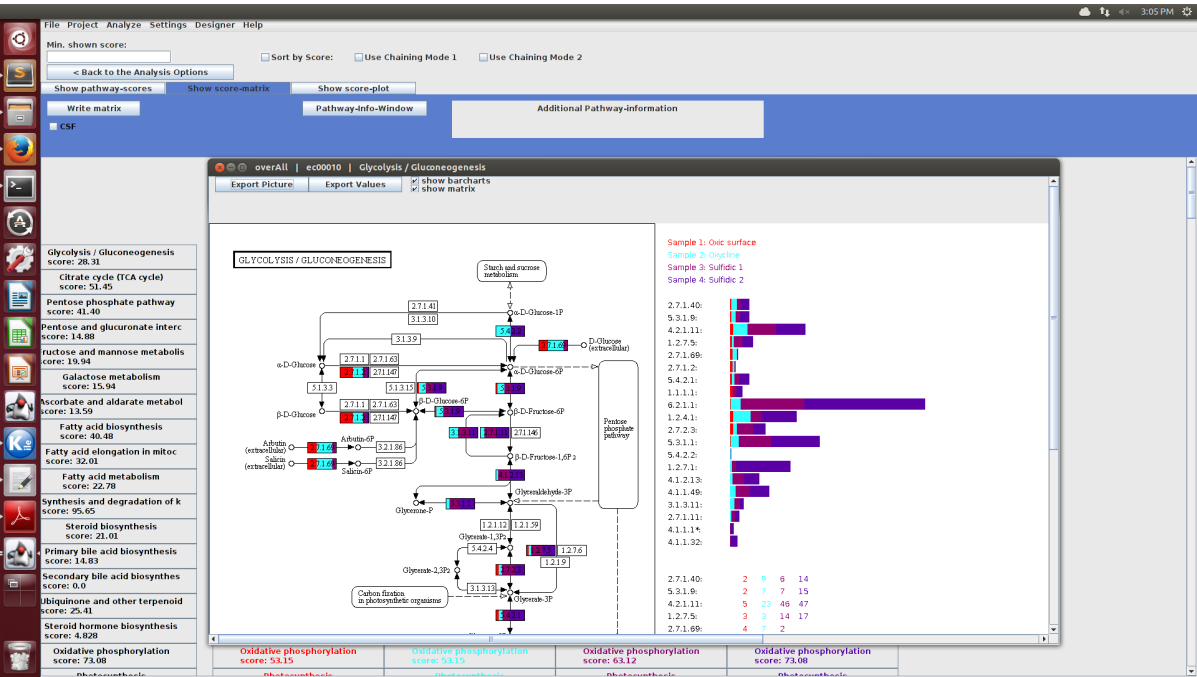 3:05 PM
File Project Analyze Settings Designer Help
Min. shown score:
Sort by Score: Use Chaining Mode 1 Use Chaining Mode 2
< Back to the Analysis Options
Show pathway-scores Show score-matrix Show score-plot
Write matrix Pathway-Info-Window Additional Pathway-information
CSF
overAll | ec00010 | Glycolysis / Gluconeogenesis
Export Picture Export Values show barcharts
show matrix
Glycolysis / Gluconeogenesis
score: 28.31
Citrate cycle (TCA cycle)
score: 51.45
Pentose phosphate pathway
score: 41.40
Pentose and glucuronate interc
score: 14.88
ructose and mannose metabolis
score: 19.94
Galactose metabolism
score: 15.94
Ascorbate and aldarate metabol
score: 13.59
Fatty acid biosynthesis
score: 40.48
Fatty acid elongation in mitoc
score: 32.01
Fatty acid metabolism
score: 22.78
Synthesis and degradation of k
score: 95.65
Steroid biosynthesis
score: 21.01
Primary bile acid biosynthesis
score: 14.83
Secondary bile acid biosynthes
score: 0.0
Ubiquinone and other terpenoid
score: 25.41
Steroid hormone biosynthesis
score: 4.828
Oxidative phosphorylation
score: 73.08
Photosynthesis
GLYCOLYSIS / GLUCONEOGENESIS
Starch and sucrose
metabolism
2.7.1.41
3.1.3.10
α-D-Glucose-1P
3.1.3.9
D-Glucose
(extracellular)
α-D-Glucose
2.7.1.1 2.7.1.63
2.7.1.147
α-D-Glucose-6P
5.1.3.3
5.1.3.15
β-D-Glucose-6P
β-D-Glucose
2.7.1.1 2.7.1.63
2.7.1.147
β-D-Fructose-6P
2.7.1.146
Pentose
phosphate
pathway
Arbutin
(extracellular)
Arbutin-6P
3.2.1.86
Salicin
(extracellular)
Salicin-6P
3.2.1.86
β-D-Fructose-1,6P2
Glyceraldehyde-3P
Glycerone-P
1.2.1.12 1.2.1.59
Glycerate-1,3P2
5.4.2.4
1.2.7.6
1.2.1.9
Glycerate-2,3P2
3.1.3.13
Carbon fixation
in photosynthetic organisms
Glycerate-3P
Sample 1: Oxic surface
Sample 2: Oxycline
Sample 3: Sulfidic 1
Sample 4: Sulfidic 2
2.7.1.40:
5.3.1.9:
4.2.1.11:
1.2.7.5:
2.7.1.69:
2.7.1.2:
5.4.2.1:
1.1.1.1:
6.2.1.1:
1.2.4.1:
2.7.2.3:
5.3.1.1:
5.4.2.2:
1.2.7.1:
4.1.2.13:
4.1.1.49:
3.1.3.11:
2.7.1.11:
4.1.1.1*:
4.1.1.32:
2.7.1.40: 2 6 14
5.3.1.9: 2 7 15
4.2.1.11: 5 23 46 47
1.2.7.5: 3 3 14 17
2.7.1.69: 4 2
Oxidative phosphorylation
score: 53.15
Oxidative phosphorylation
score: 53.15
Oxidative phosphorylation
score: 63.12
Oxidative phosphorylation
score: 73.08
Photosynthesis Photosynthesis Photosynthesis Photosynthesis